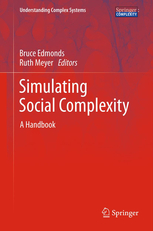 Understanding Complex Systems
Springer
COMPLEXITY
Bruce Edmonds
Ruth Meyer Editors
Simulating
Social Complexity
A Handbook
Springer